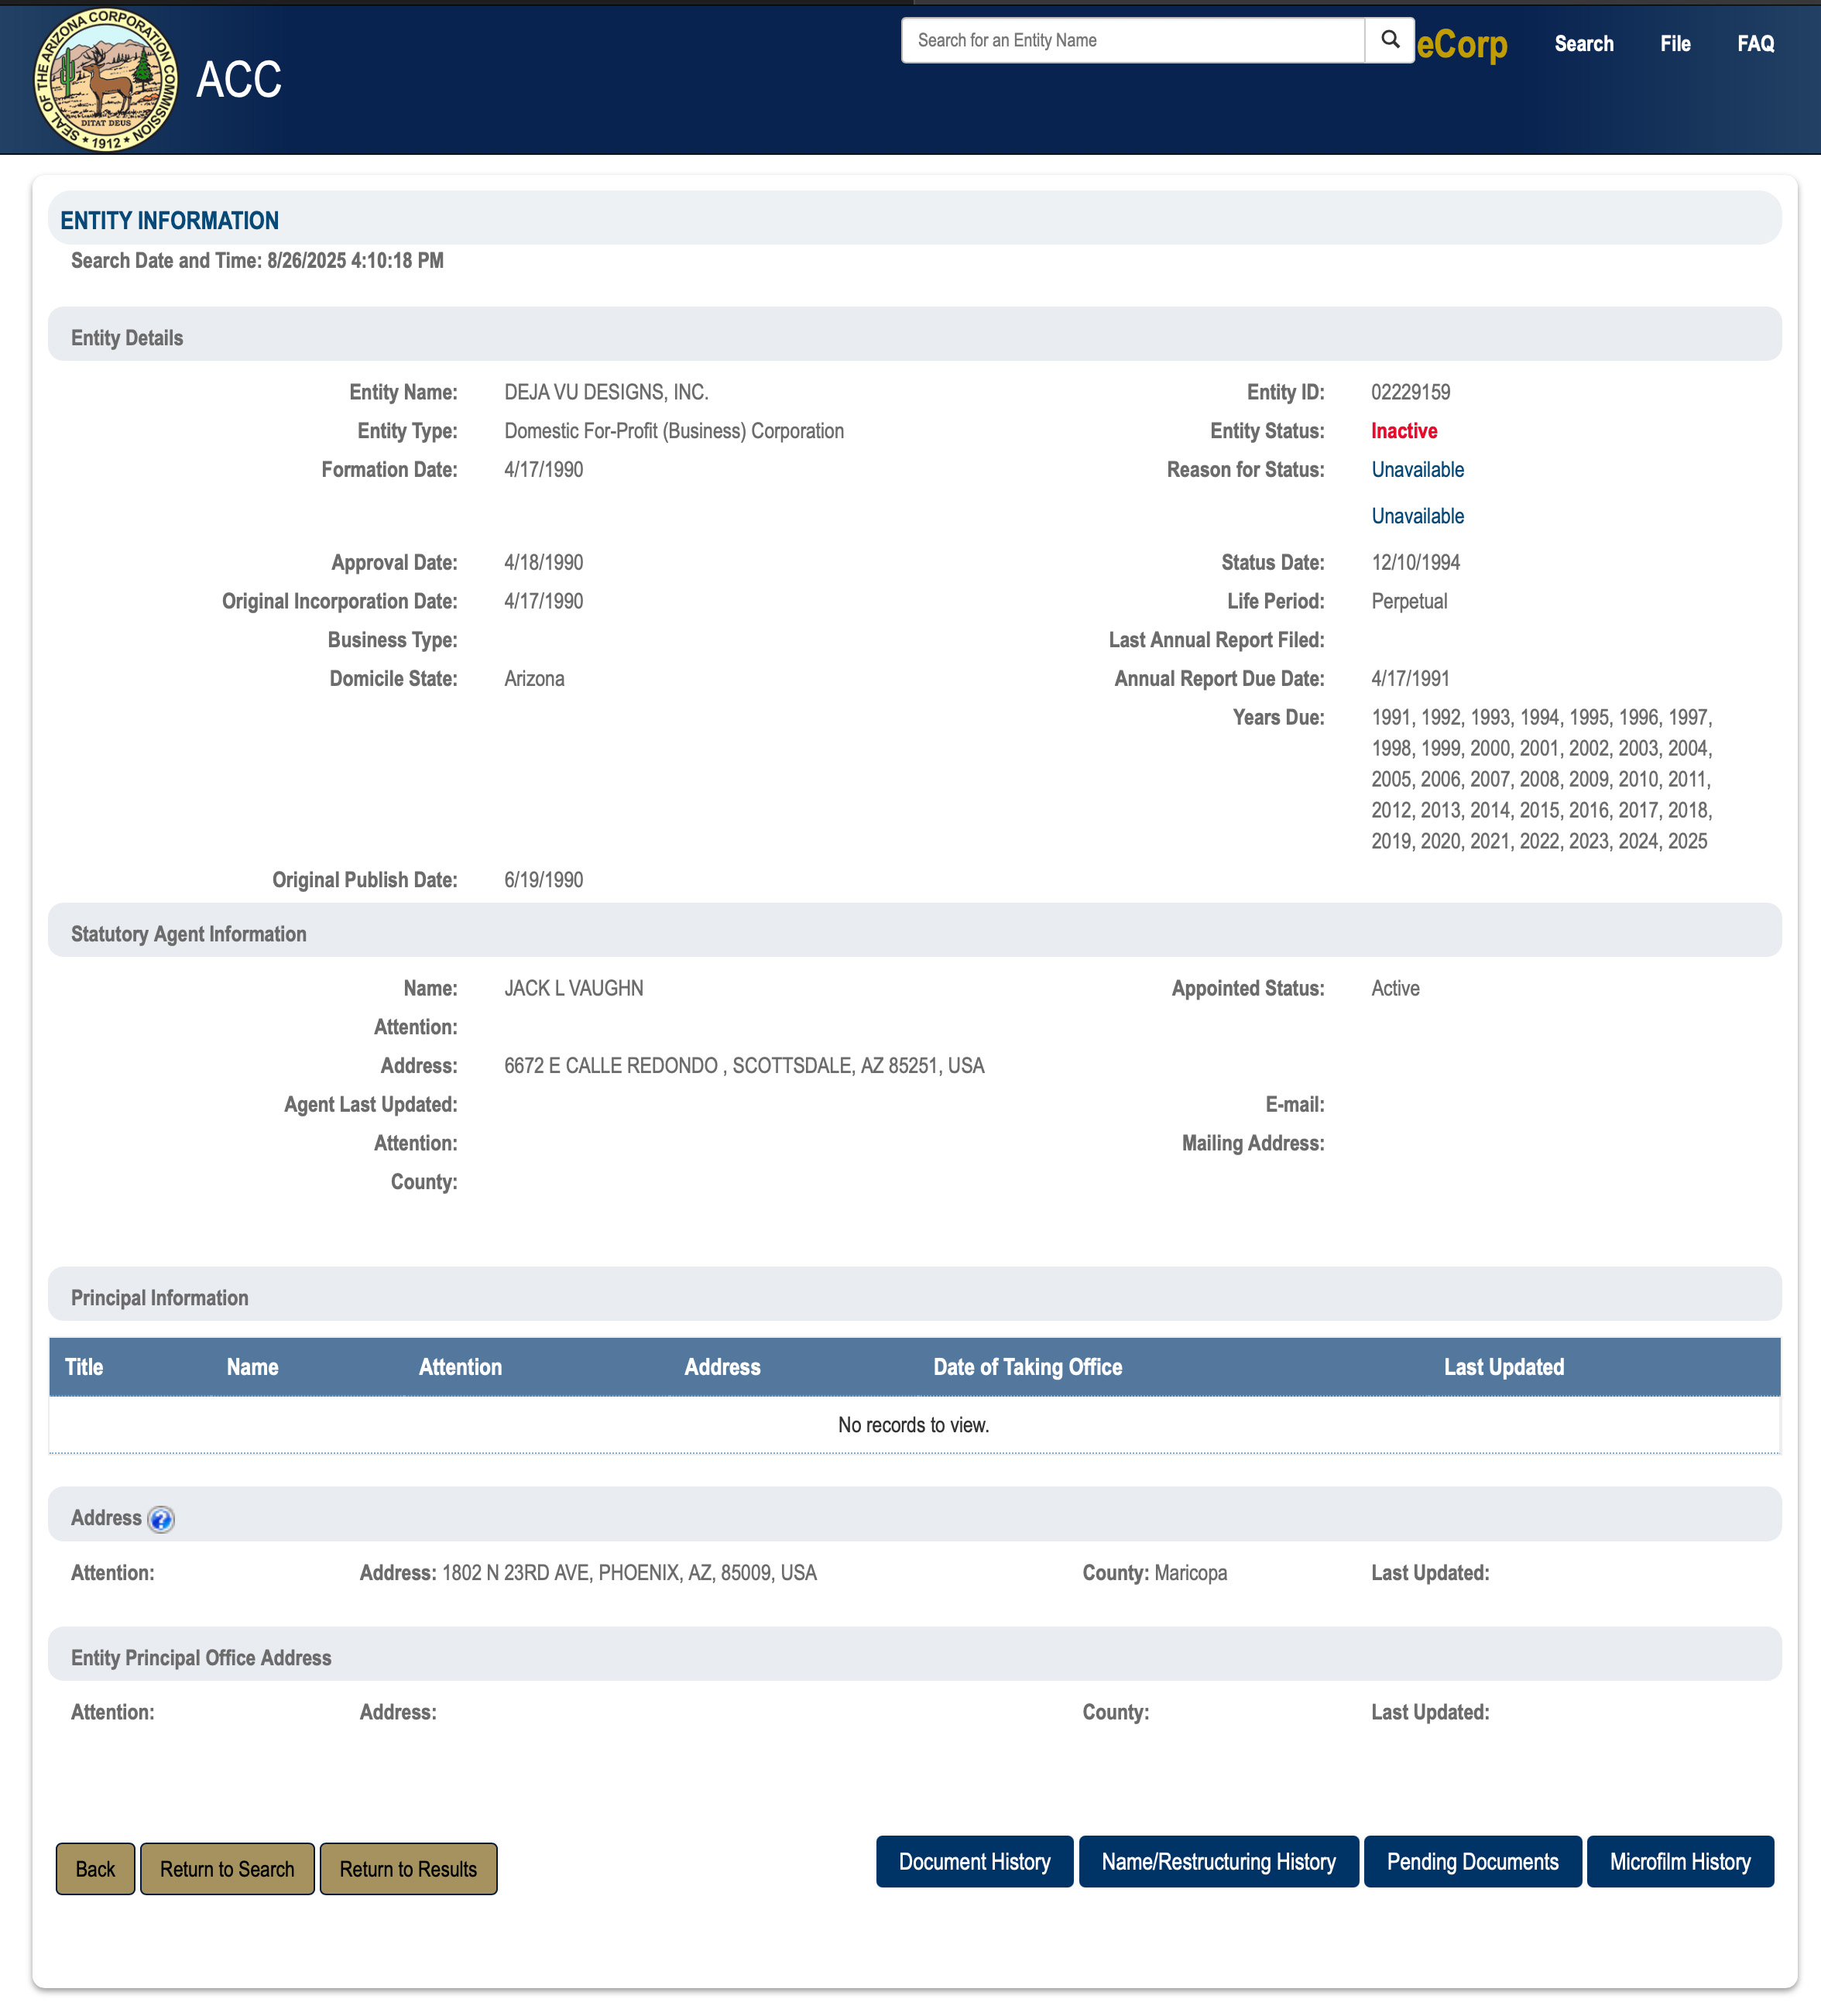 SEAL OF THE ARIZONA CORPORATION COMMISSION
DITAT DEUS
* 1912 *
ACC
Search for an Entity Name
eCorp
Search
File
FAQ
ENTITY INFORMATION
Search Date and Time: 8/26/2025 4:10:18 PM
Entity Details
Entity Name: DEJA VU DESIGNS, INC. Entity ID: 02229159
Entity Type: Domestic For-Profit (Business) Corporation Entity Status: Inactive
Formation Date: 4/17/1990 Reason for Status: Unavailable
Unavailable
Approval Date: 4/18/1990 Status Date: 12/10/1994
Original Incorporation Date: 4/17/1990 Life Period: Perpetual
Business Type: Last Annual Report Filed:
Domicile State: Arizona Annual Report Due Date: 4/17/1991
Years Due: 1991, 1992, 1993, 1994, 1995, 1996, 1997,
1998, 1999, 2000, 2001, 2002, 2003, 2004,
2005, 2006, 2007, 2008, 2009, 2010, 2011,
2012, 2013, 2014, 2015, 2016, 2017, 2018,
2019, 2020, 2021, 2022, 2023, 2024, 2025
Original Publish Date: 6/19/1990
Statutory Agent Information
Name: JACK L VAUGHN Appointed Status: Active
Attention:
Address: 6672 E CALLE REDONDO , SCOTTSDALE, AZ 85251, USA
Agent Last Updated: E-mail:
Attention: Mailing Address:
County:
Principal Information
Title Name Attention Address Date of Taking Office Last Updated
No records to view.
Address ?
Attention: Address: 1802 N 23RD AVE, PHOENIX, AZ, 85009, USA County: Maricopa Last Updated:
Entity Principal Office Address
Attention: Address: County: Last Updated:
Back Return to Search Return to Results Document History Name/Restructuring History Pending Documents Microfilm History